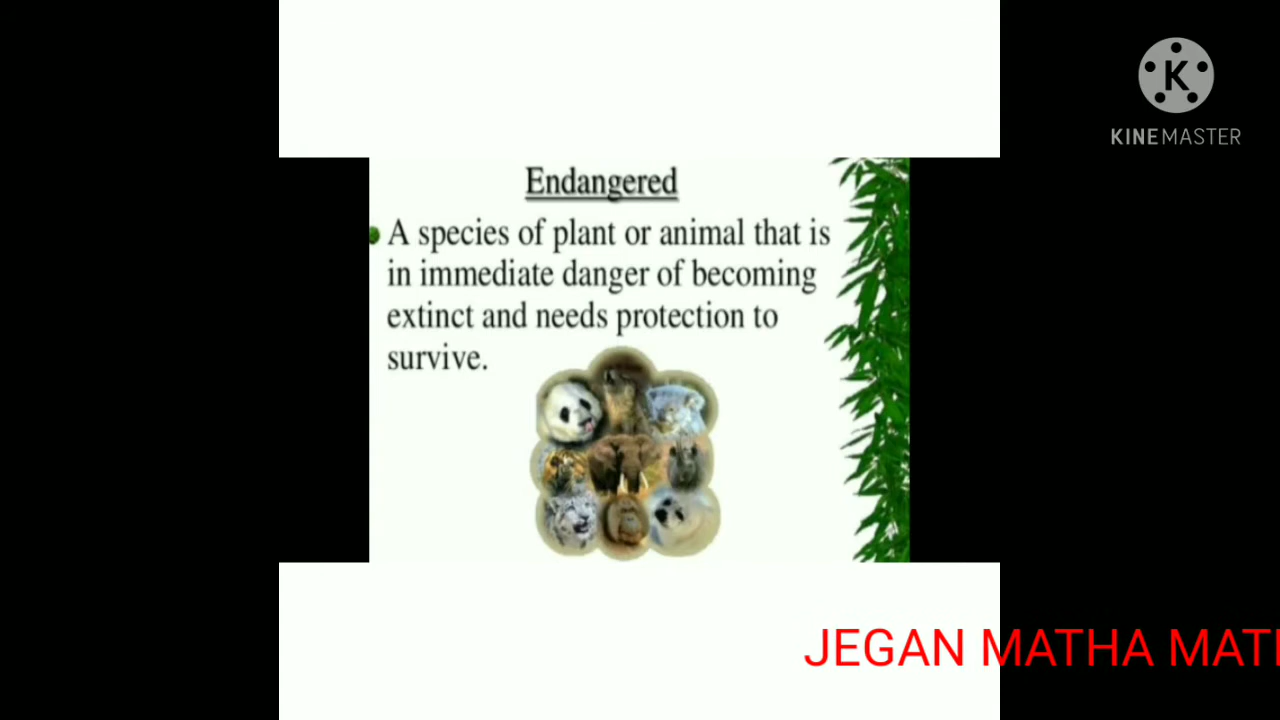 KINEMASTER
Endangered
A species of plant or animal that is
in immediate danger of becoming
extinct and needs protection to
survive.
JEGAN MATHA MAT